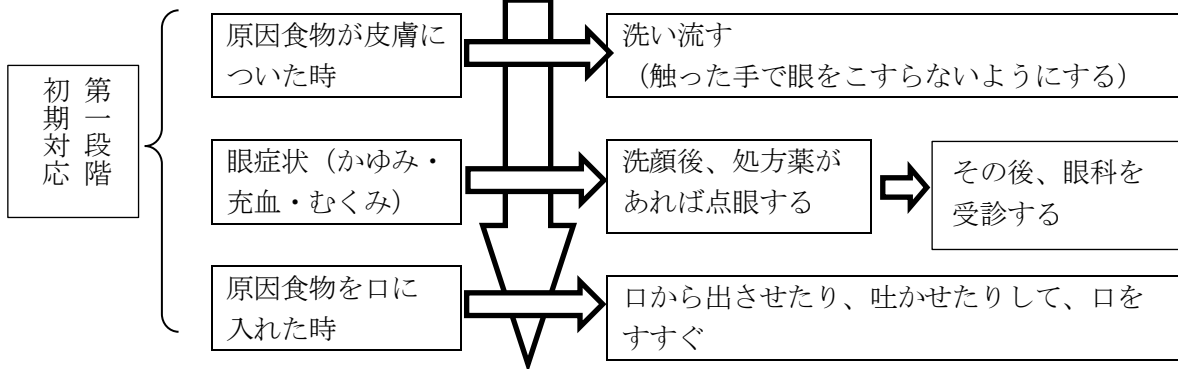 第一段階
初期対応
原因食物が皮膚に
ついた時
洗い流す
（触った手で眼をこすらないようにする）
眼症状（かゆみ・
充血・むくみ）
洗顔後、処方薬が
あれば点眼する
その後、眼科を
受診する
原因食物を口に
入れた時
口から出させたり、吐かせたりして、口を
すすぐ